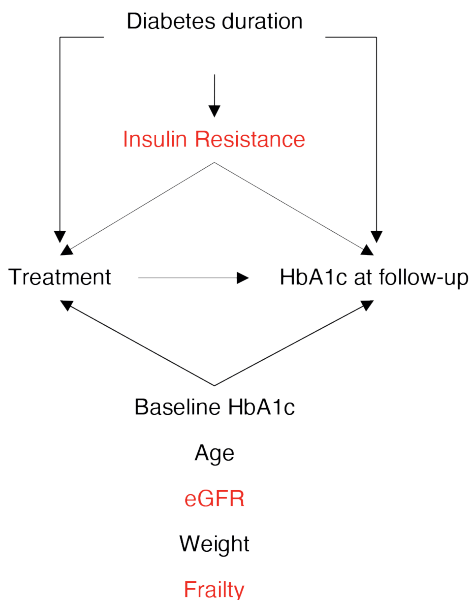 Diabetes duration
Insulin Resistance
Treatment HbA1c at follow-up
Baseline HbA1c
Age
eGFR
Weight
Frailty